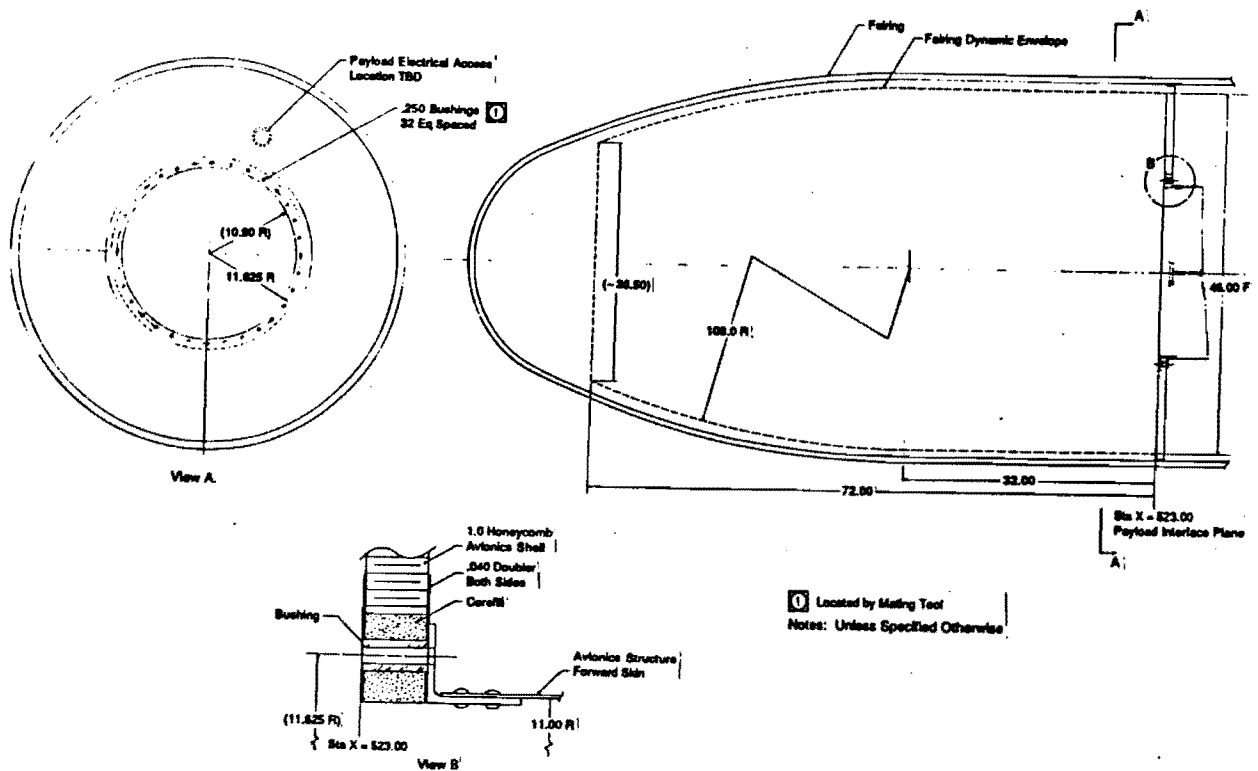 A
Fairing
Fairing Dynamic Envelope
Payload Electrical Access
Location TBD
.250 Bushings 1
32 Eq Spaced
B
(10.90 R)
11.625 R
(~36.50)
108.0 R
46.00
View A
32.00
72.00
Sta X = 523.00
Payload Interface Plane
A
1.0 Honeycomb
Avionics Shell
.040 Doubler
Both Sides
Corefill
Bushing
1 Located by Mating Tool
Notes: Unless Specified Otherwise
Avionics Structure
Forward Skin
(11.625 R)
11.00 R
Sta X = 523.00
View B